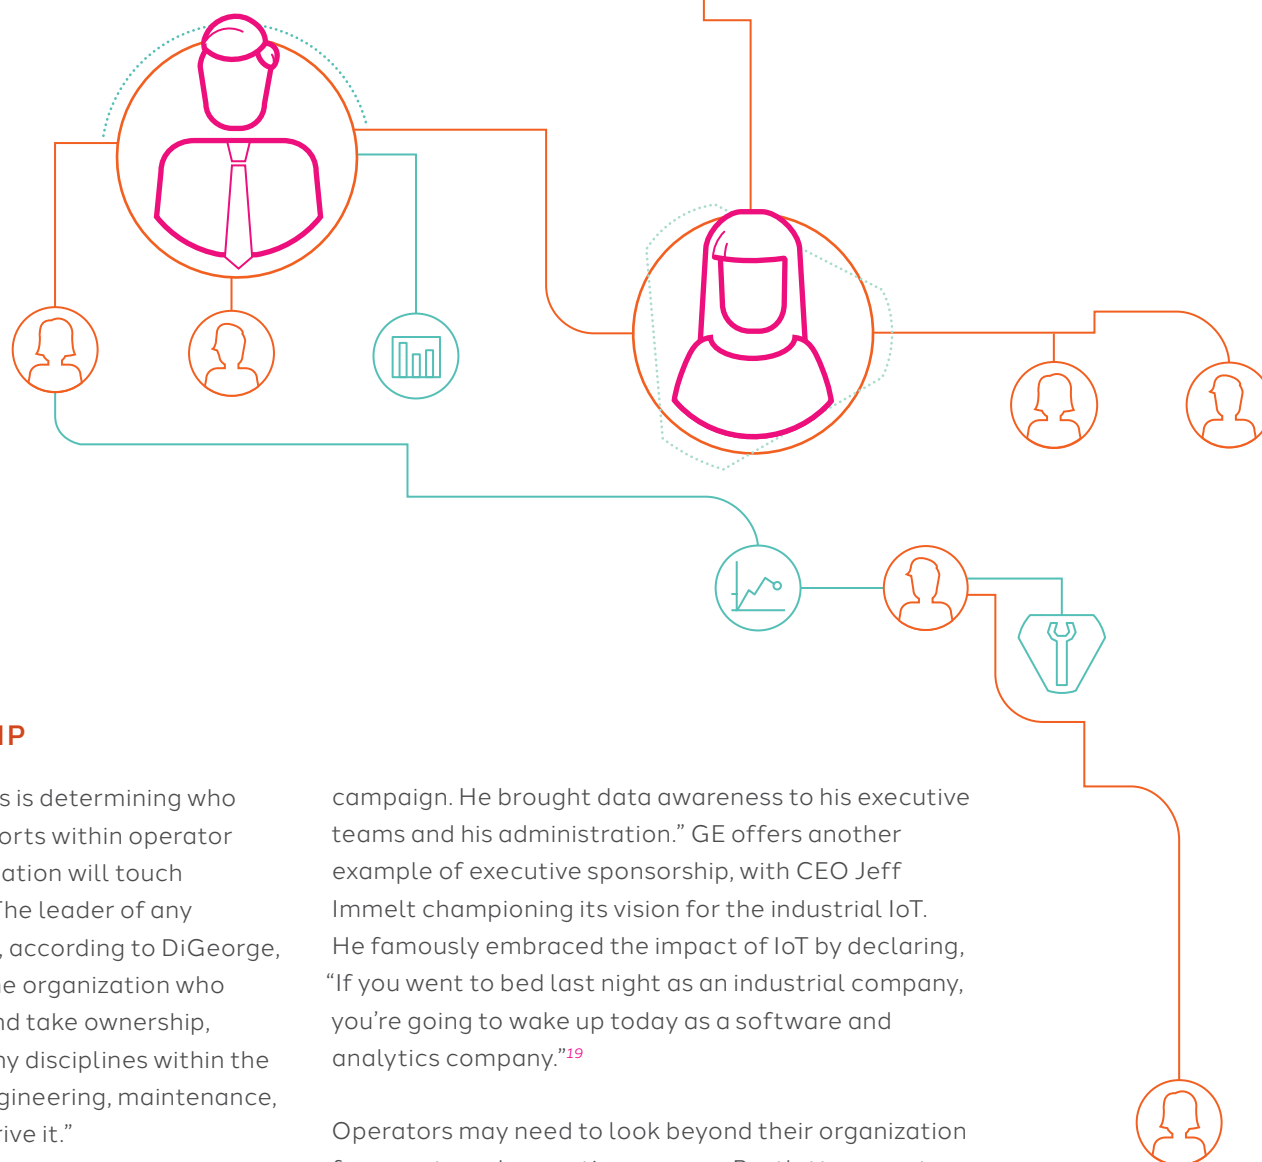 IP
s is determining who
orts within operator
ation will touch
The leader of any
, according to DiGeorge,
ne organization who
nd take ownership,
ny disciplines within the
gineering, maintenance,
rive it.”
campaign. He brought data awareness to his executive
teams and his administration.” GE offers another
example of executive sponsorship, with CEO Jeff
Immelt championing its vision for the industrial IoT.
He famously embraced the impact of IoT by declaring,
“If you went to bed last night as an industrial company,
you’re going to wake up today as a software and
analytics company.”19
Operators may need to look beyond their organization